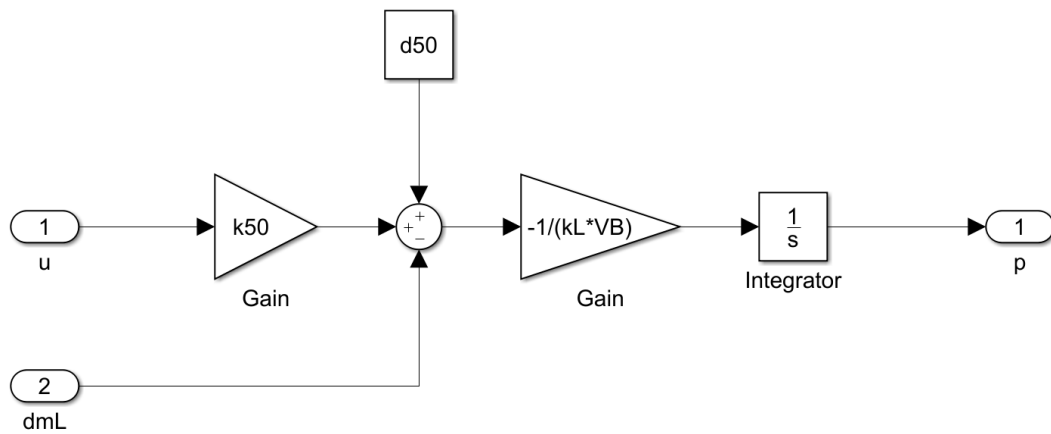 d50
1
u
k50
Gain
+
+
−
-1/(kL*VB)
Gain
1
s
Integrator
1
p
2
dmL